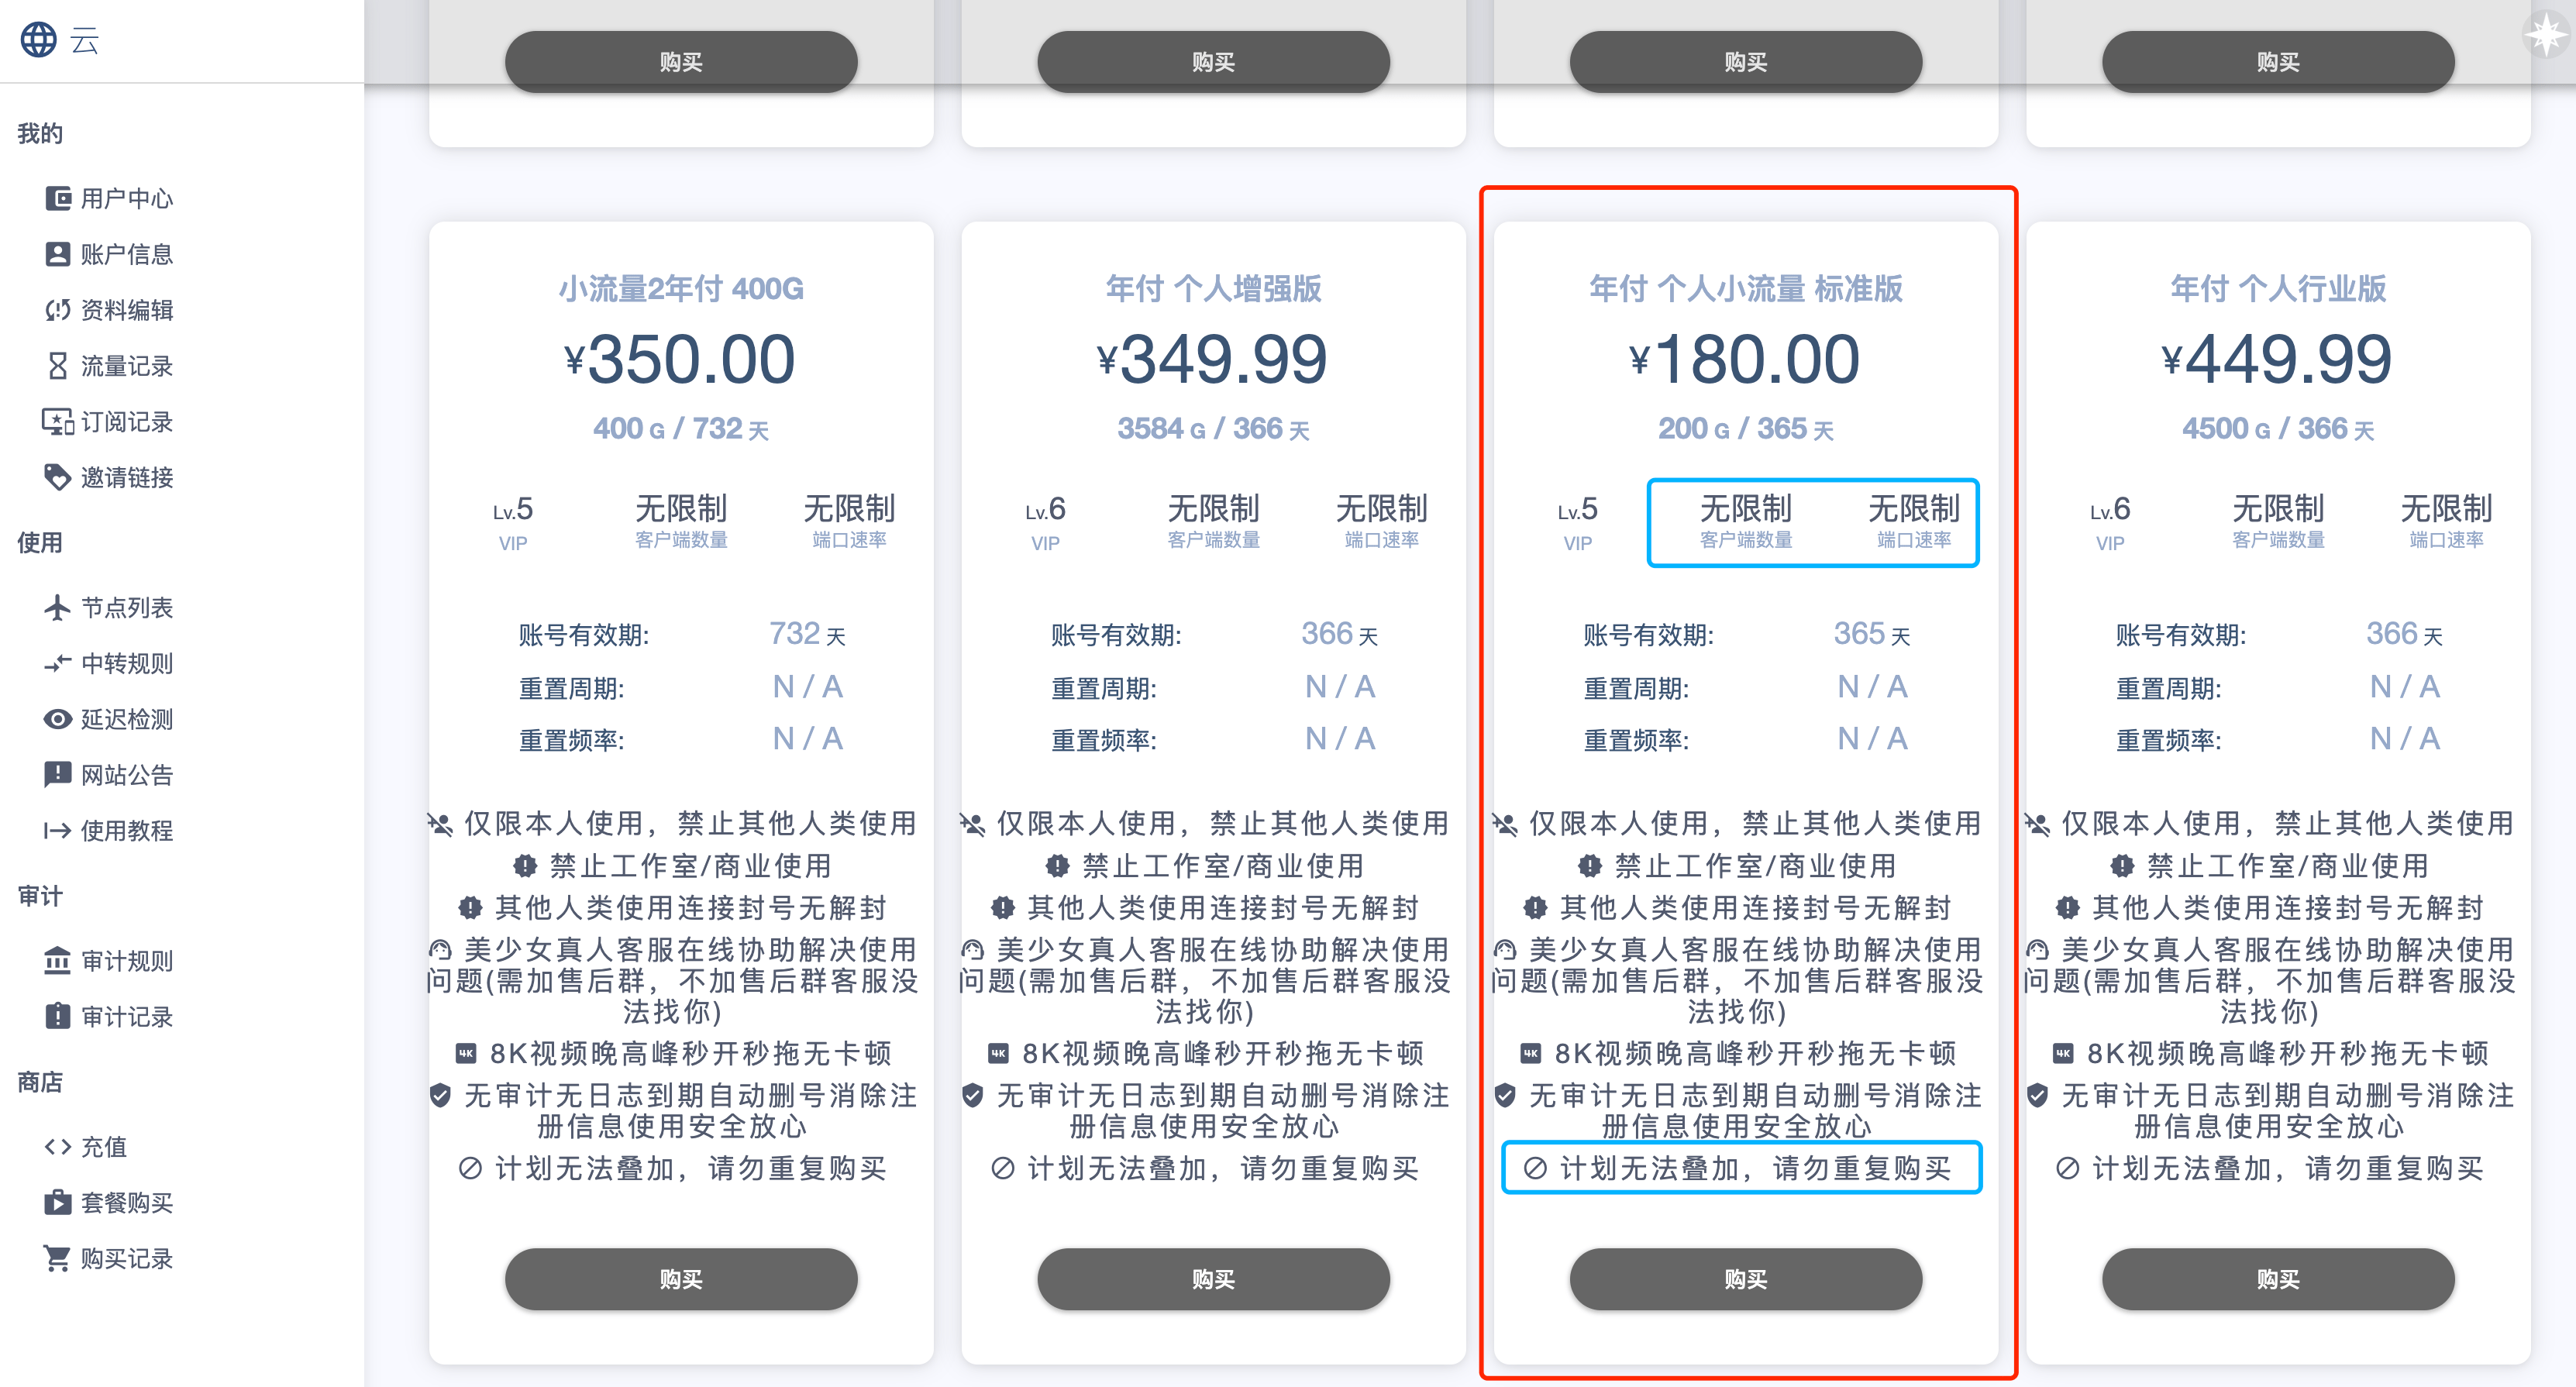 云
我的
用户中心
账户信息
资料编辑
流量记录
订阅记录
邀请链接
使用
节点列表
中转规则
延迟检测
网站公告
使用教程
审计
审计规则
审计记录
商店
充值
套餐购买
购买记录
购买
购买
购买
购买
小流量2年付 400G
¥350.00
400 G / 732 天
Lv.5 无限制 无限制
VIP 客户端数量 端口速率
账号有效期: 732 天
重置周期: N / A
重置频率: N / A
仅限本人使用，禁止其他人类使用
禁止工作室/商业使用
其他人类使用连接封号无解封
美少女真人客服在线协助解决使用
问题(需加售后群，不加售后群客服没
法找你)
4K 8K视频晚高峰秒开秒拖无卡顿
无审计无日志到期自动删号消除注
册信息使用安全放心
计划无法叠加，请勿重复购买
购买
年付 个人增强版
¥349.99
3584 G / 366 天
Lv.6 无限制 无限制
VIP 客户端数量 端口速率
账号有效期: 366 天
重置周期: N / A
重置频率: N / A
仅限本人使用，禁止其他人类使用
禁止工作室/商业使用
其他人类使用连接封号无解封
美少女真人客服在线协助解决使用
问题(需加售后群，不加售后群客服没
法找你)
4K 8K视频晚高峰秒开秒拖无卡顿
无审计无日志到期自动删号消除注
册信息使用安全放心
计划无法叠加，请勿重复购买
购买
年付 个人小流量 标准版
¥180.00
200 G / 365 天
Lv.5 无限制 无限制
VIP 客户端数量 端口速率
账号有效期: 365 天
重置周期: N / A
重置频率: N / A
仅限本人使用，禁止其他人类使用
禁止工作室/商业使用
其他人类使用连接封号无解封
美少女真人客服在线协助解决使用
问题(需加售后群，不加售后群客服没
法找你)
4K 8K视频晚高峰秒开秒拖无卡顿
无审计无日志到期自动删号消除注
册信息使用安全放心
计划无法叠加，请勿重复购买
购买
年付 个人行业版
¥449.99
4500 G / 366 天
Lv.6 无限制 无限制
VIP 客户端数量 端口速率
账号有效期: 366 天
重置周期: N / A
重置频率: N / A
仅限本人使用，禁止其他人类使用
禁止工作室/商业使用
其他人类使用连接封号无解封
美少女真人客服在线协助解决使用
问题(需加售后群，不加售后群客服没
法找你)
4K 8K视频晚高峰秒开秒拖无卡顿
无审计无日志到期自动删号消除注
册信息使用安全放心
计划无法叠加，请勿重复购买
购买